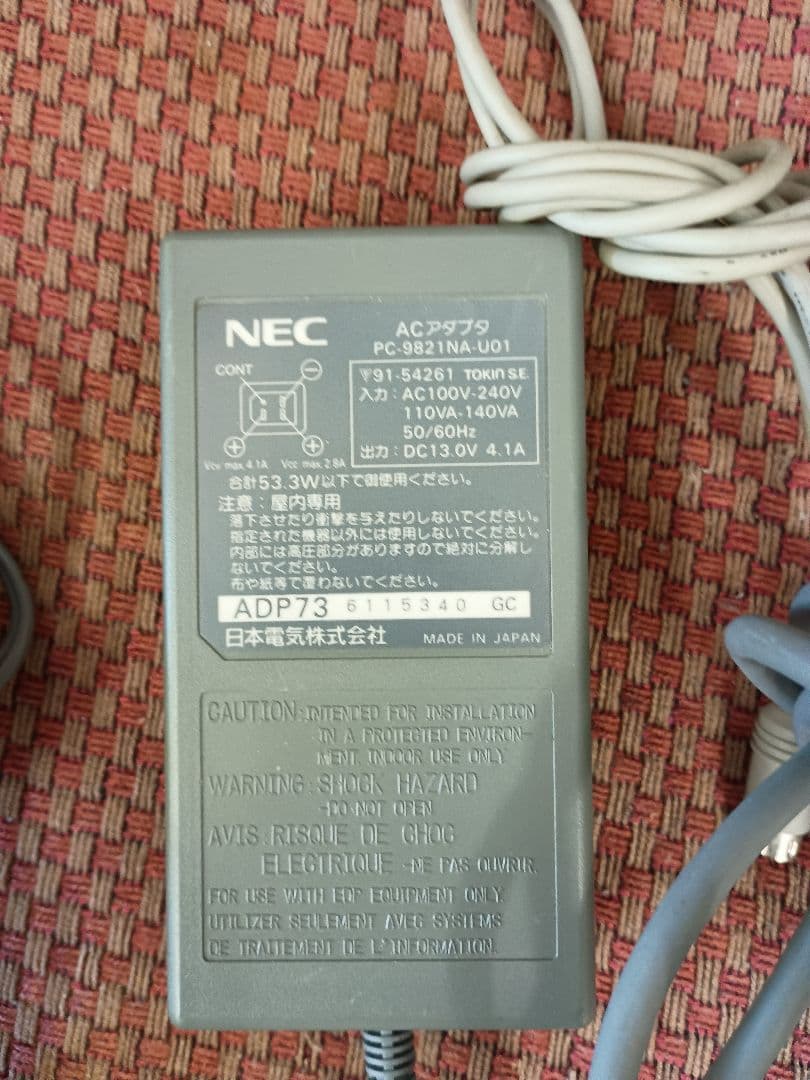 NEC
ACアダプタ
PC-9821NA-U01
CONT
91-54261 TOKIN S.E.
入力：AC100V-240V
110VA-140VA
50/60Hz
出力：DC13.0V 4.1A
Vcv max 4.1A Vcc max 2.8A
合計53.3W以下で御使用ください。
注意：屋内専用
落下させたり衝撃を与えたりしないでください。
指定された機器以外には使用しないでください。
内部には高圧部分がありますので絶対に分解し
ないでください。
布や紙等で覆わないでください。
ADP73 6115340 GC
日本電気株式会社 MADE IN JAPAN
CAUTION:INTENDED FOR INSTALLATION
IN A PROTECTED ENVIRON-
MENT. INDOOR USE ONLY
WARNING:SHOCK HAZARD
-DO NOT OPEN
AVIS:RISQUE DE CHOC
ELECTRIQUE -NE PAS OUVRIR.
FOR USE WITH EDP EQUIPMENT ONLY.
UTILIZER SEULEMENT AVEC SYSTEMS
DE TRAITEMENT DE L'INFORMATION.